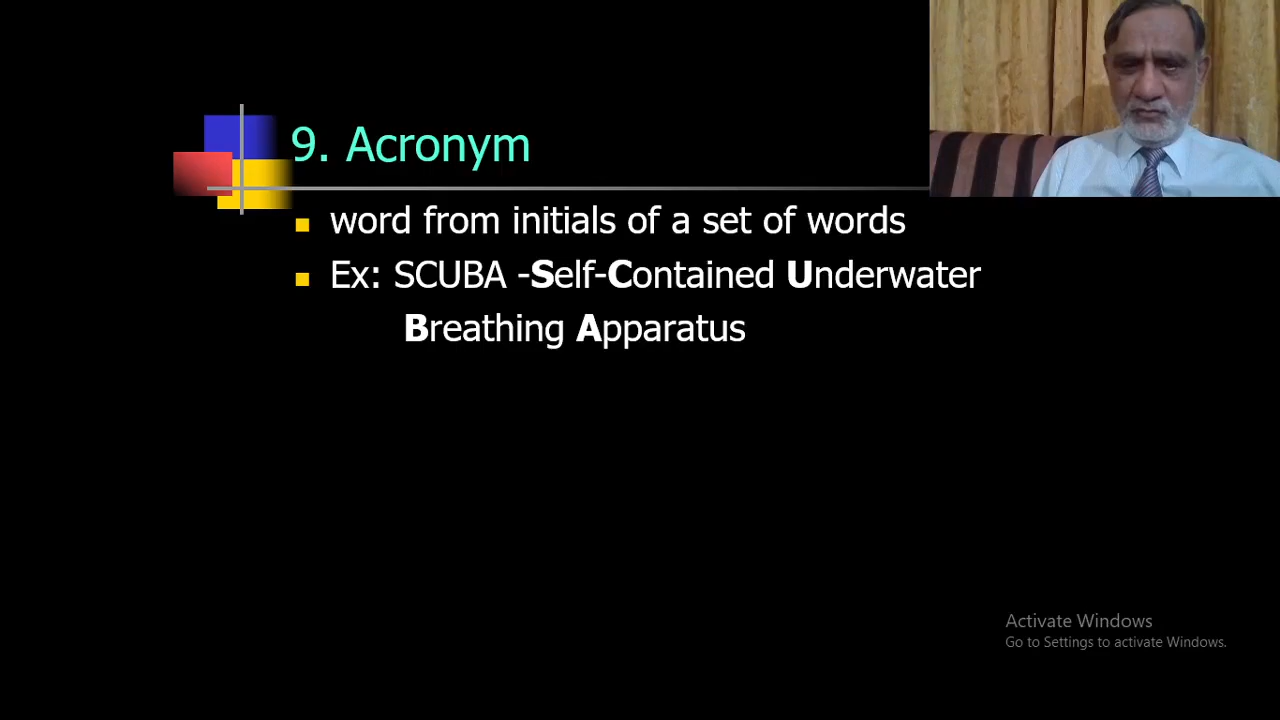 9. Acronym
word from initials of a set of words
Ex: SCUBA -Self-Contained Underwater
Breathing Apparatus
Activate Windows
Go to Settings to activate Windows.